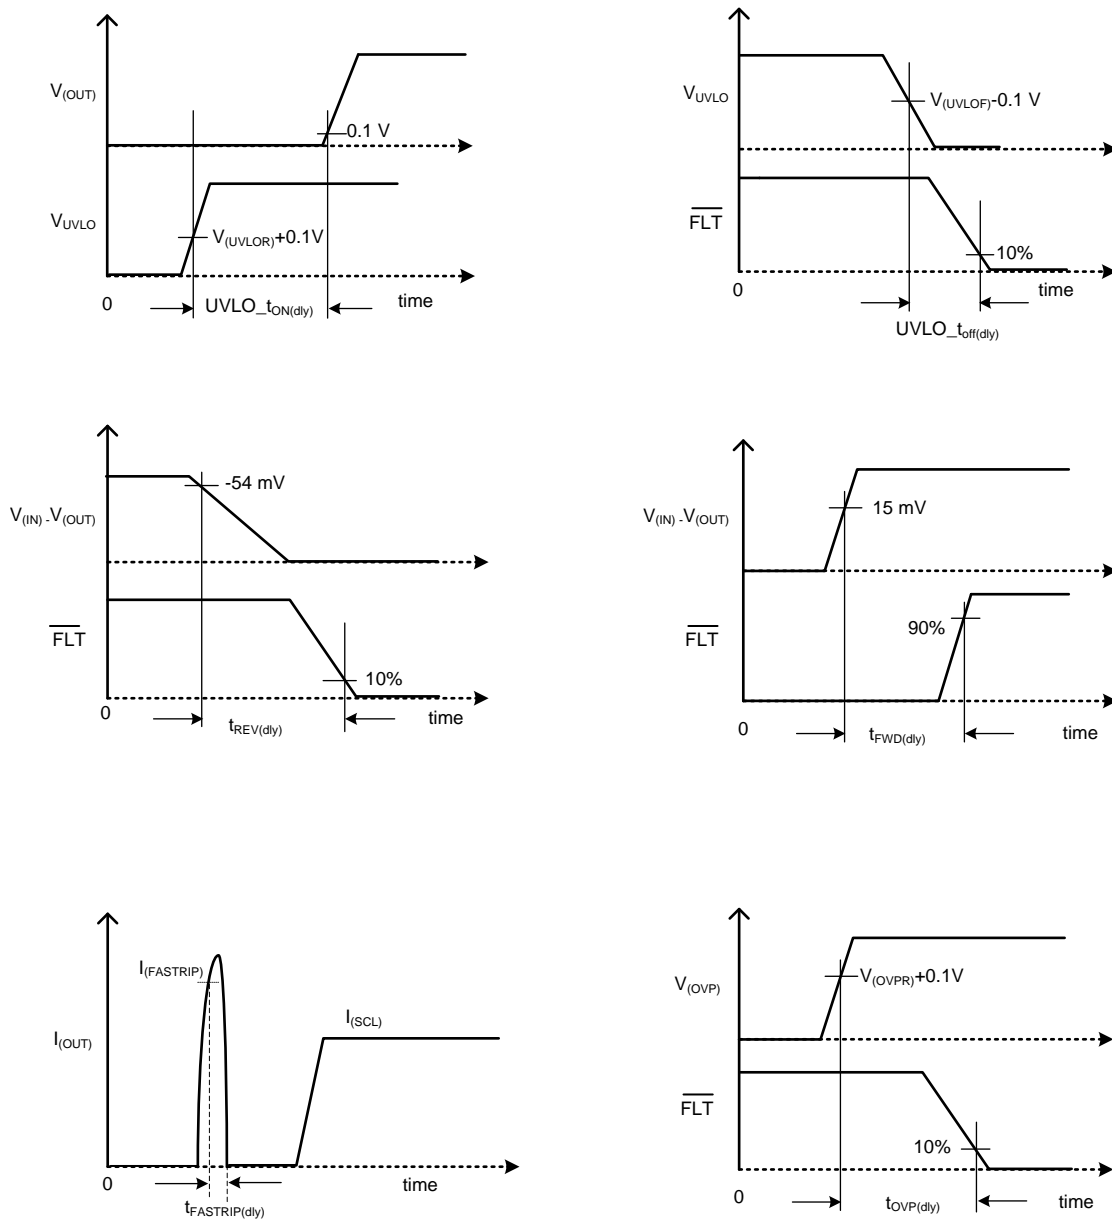 V(OUT)
0.1 V
VUVLO
V(UVLOR)+0.1V
0
UVLO_tON(dly)
time
VUVLO
V(UVLOF)-0.1 V
FLT
10%
0
time
UVLO_toff(dly)
-54 mV
V(IN) -V(OUT)
FLT
10%
0
tREV(dly)
time
V(IN) -V(OUT)
15 mV
FLT
90%
0
tFWD(dly)
time
I(FASTRIP)
I(OUT)
I(SCL)
0
time
tFASTRIP(dly)
V(OVP)
V(OVPR)+0.1V
FLT
10%
0
tOVP(dly)
time